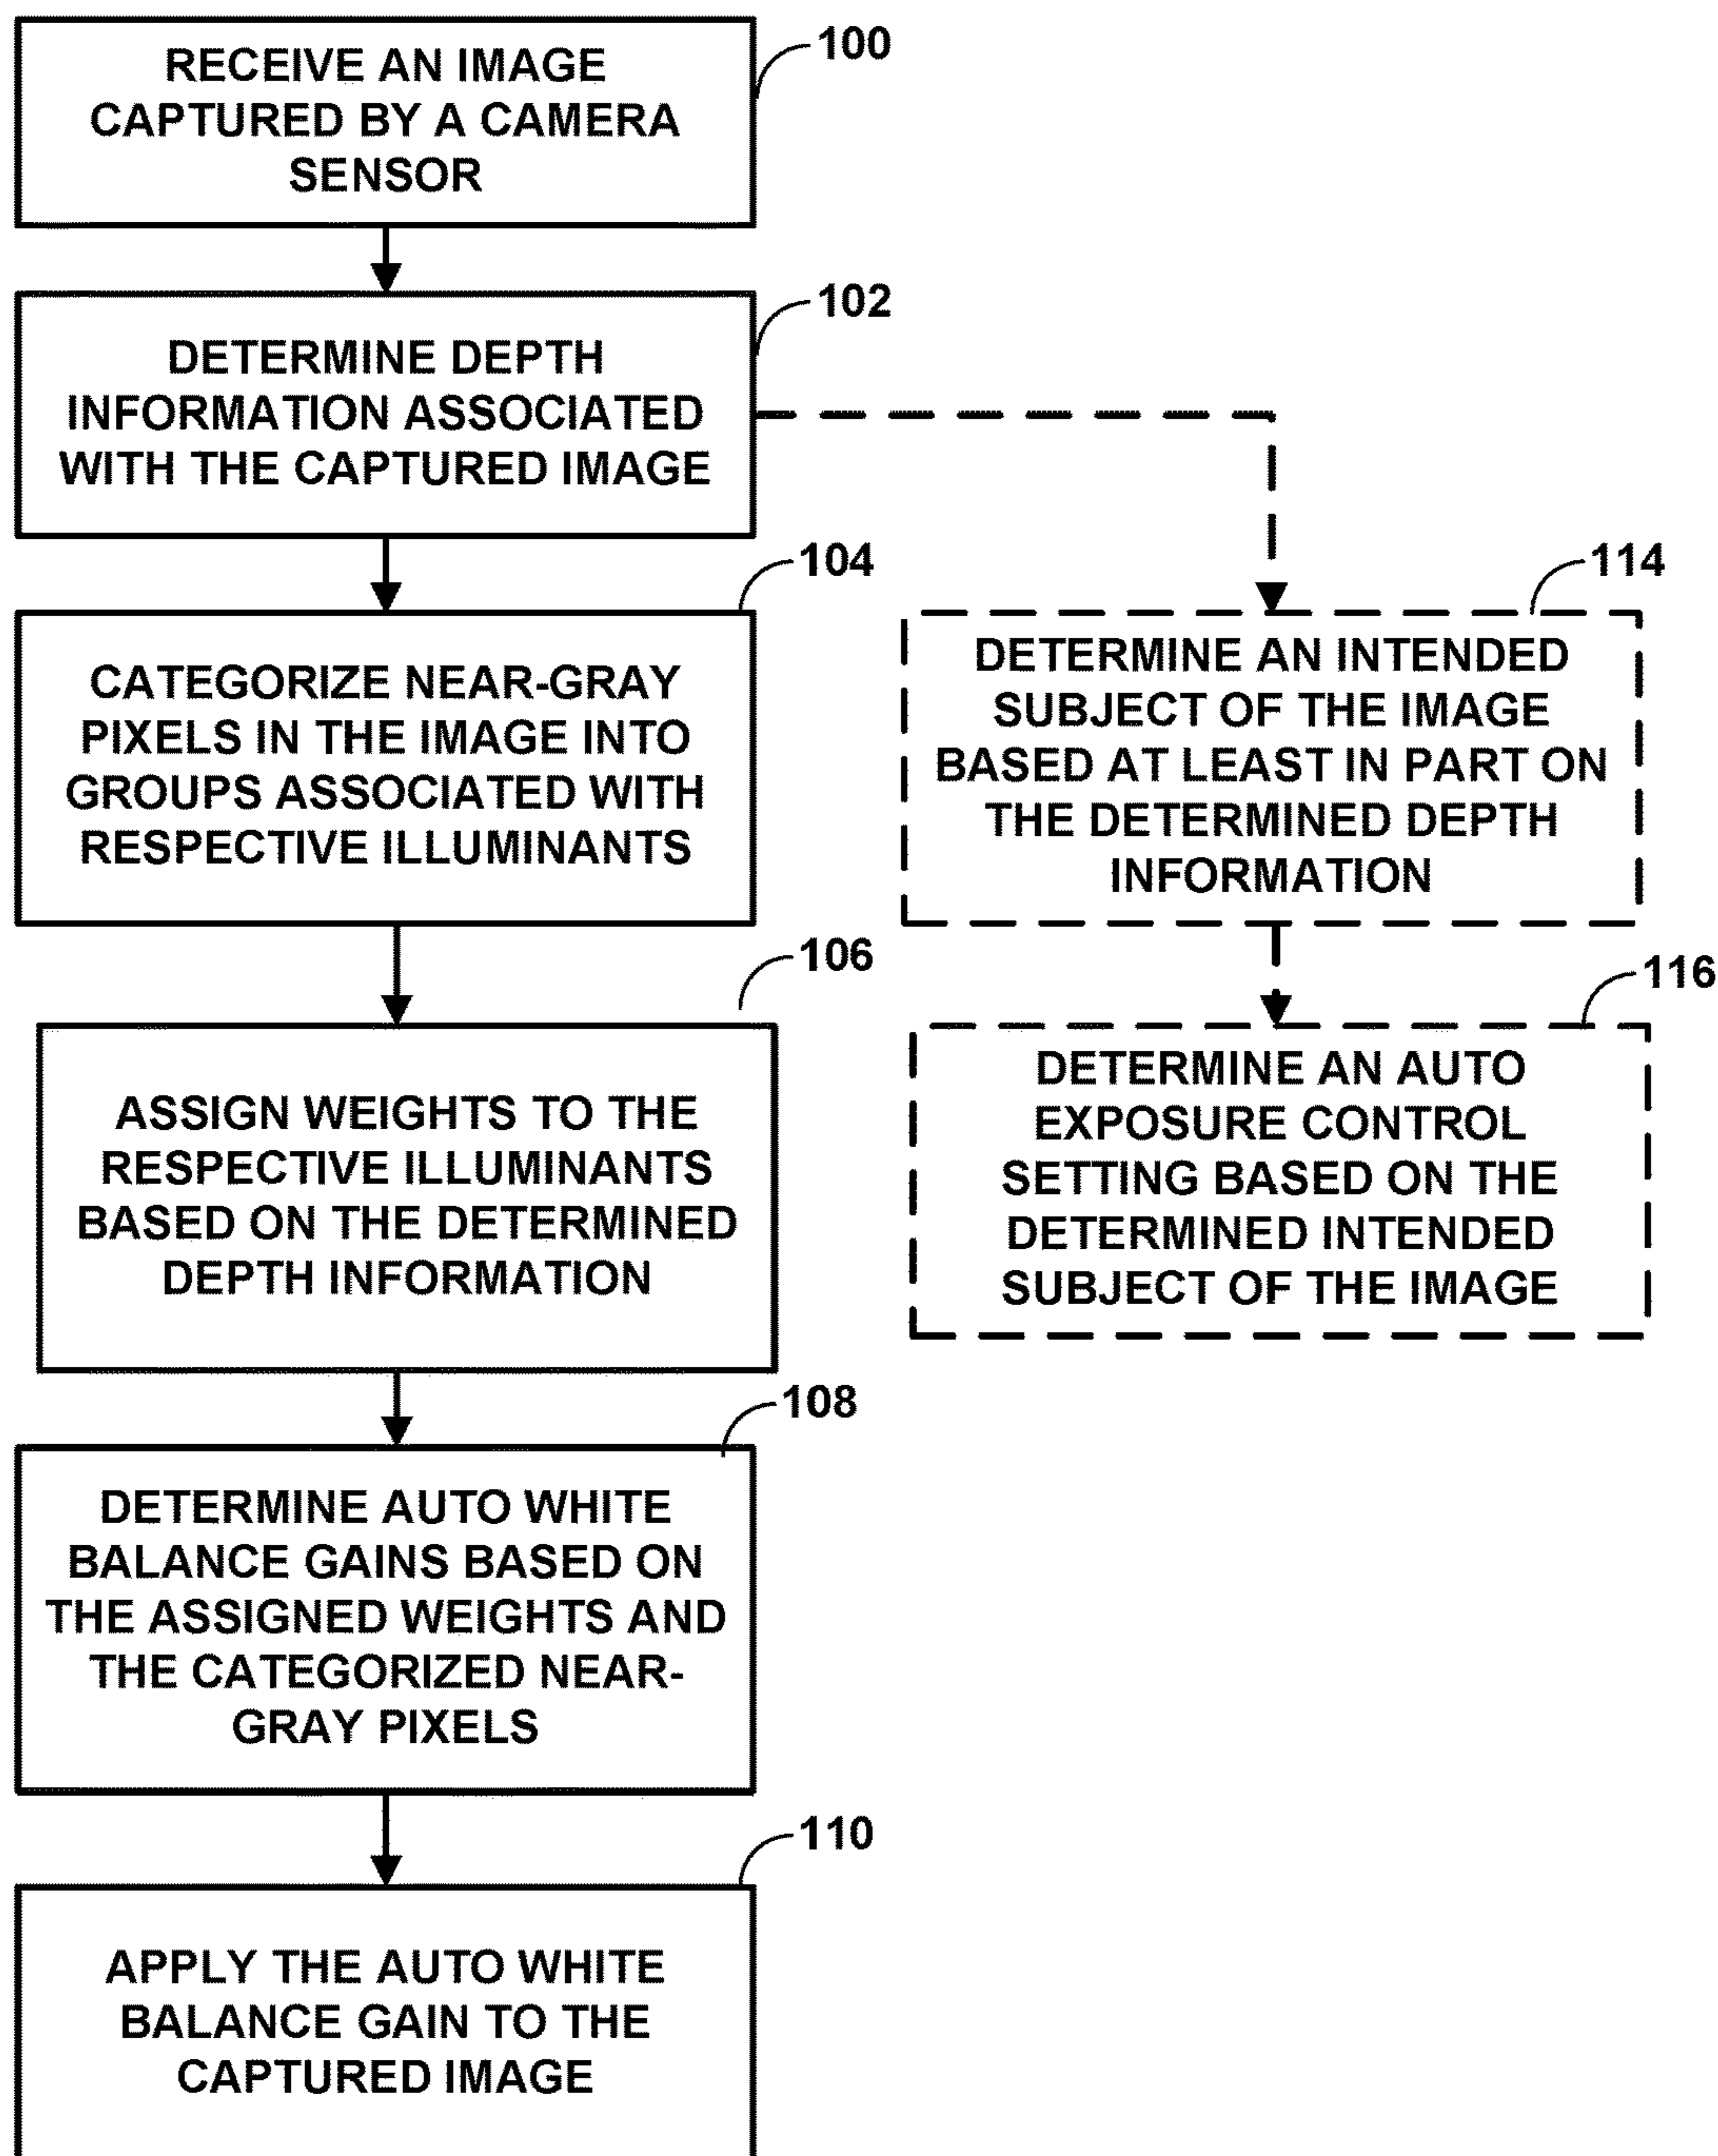 RECEIVE AN IMAGE
CAPTURED BY A CAMERA
SENSOR
100
DETERMINE DEPTH
INFORMATION ASSOCIATED
WITH THE CAPTURED IMAGE
102
CATEGORIZE NEAR-GRAY
PIXELS IN THE IMAGE INTO
GROUPS ASSOCIATED WITH
RESPECTIVE ILLUMINANTS
104
DETERMINE AN INTENDED
SUBJECT OF THE IMAGE
BASED AT LEAST IN PART ON
THE DETERMINED DEPTH
INFORMATION
114
ASSIGN WEIGHTS TO THE
RESPECTIVE ILLUMINANTS
BASED ON THE DETERMINED
DEPTH INFORMATION
106
DETERMINE AN AUTO
EXPOSURE CONTROL
SETTING BASED ON THE
DETERMINED INTENDED
SUBJECT OF THE IMAGE
116
DETERMINE AUTO WHITE
BALANCE GAINS BASED ON
THE ASSIGNED WEIGHTS AND
THE CATEGORIZED NEAR-
GRAY PIXELS
108
APPLY THE AUTO WHITE
BALANCE GAIN TO THE
CAPTURED IMAGE
110